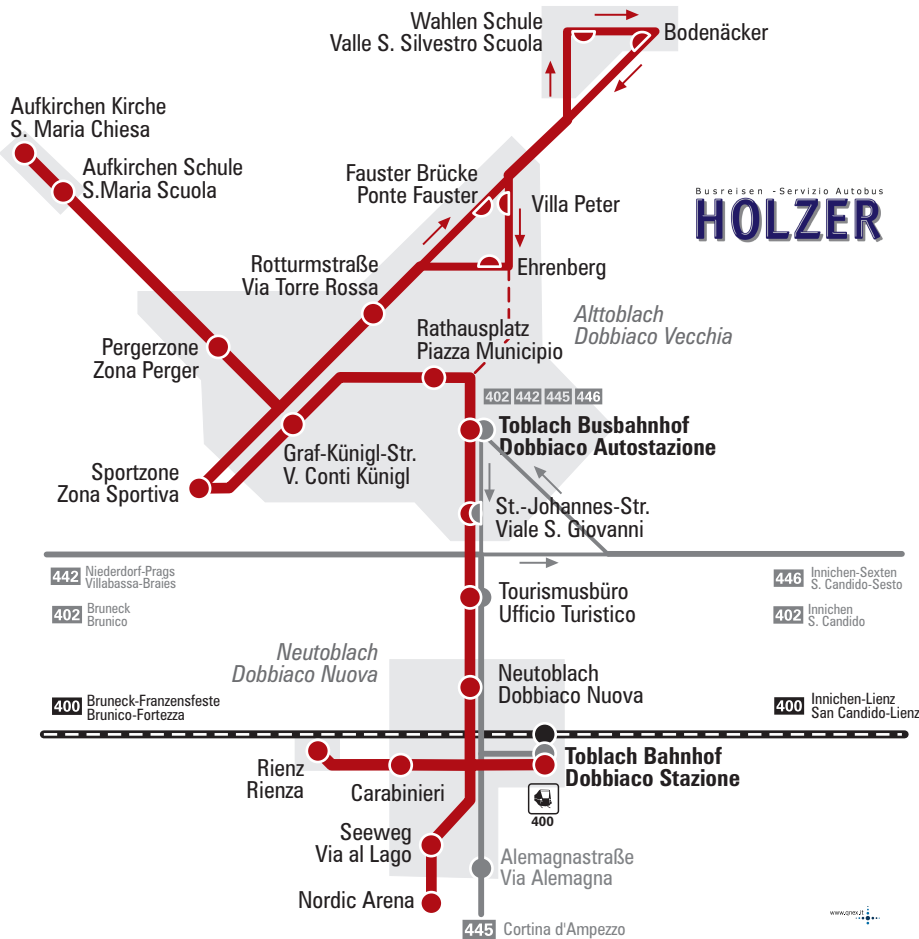 Wahlen Schule
Valle S. Silvestro Scuola
Bodenäcker
Aufkirchen Kirche
S. Maria Chiesa
Aufkirchen Schule
S.Maria Scuola
Fauster Brücke
Ponte Fauster
Villa Peter
Busreisen -Servizio Autobus
HOLZER
Rotturmstraße
Via Torre Rossa
Ehrenberg
Alttoblach
Dobbiaco Vecchia
Rathausplatz
Piazza Municipio
Pergerzone
Zona Perger
402 442 445 446
Toblach Busbahnhof
Dobbiaco Autostazione
Graf-Künigl-Str.
V. Conti Künigl
Sportzone
Zona Sportiva
St.-Johannes-Str.
Viale S. Giovanni
442 Niederdorf-Prags
Villabassa-Braies
446 Innichen-Sexten
S. Candido-Sesto
402 Bruneck
Brunico
402 Innichen
S. Candido
Tourismusbüro
Ufficio Turistico
Neutoblach
Dobbiaco Nuova
Neutoblach
Dobbiaco Nuova
400 Bruneck-Franzensfeste
Brunico-Fortezza
400 Innichen-Lienz
San Candido-Lienz
Toblach Bahnhof
Dobbiaco Stazione
Rienz
Rienza
Carabinieri
400
Seeweg
Via al Lago
Alemagnastraße
Via Alemagna
Nordic Arena
445 Cortina d'Ampezzo
www.qnex.it